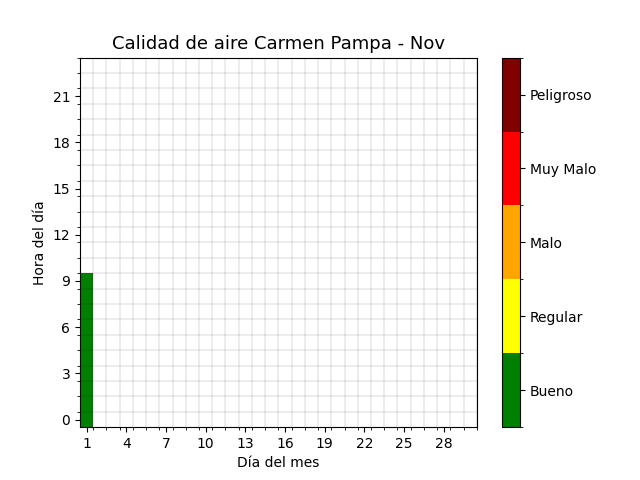 Calidad de aire Carmen Pampa - Nov
Hora del día
21
18
15
12
9
6
3
0
1 4 7 10 13 16 19 22 25 28
Día del mes
Peligroso
Muy Malo
Malo
Regular
Bueno